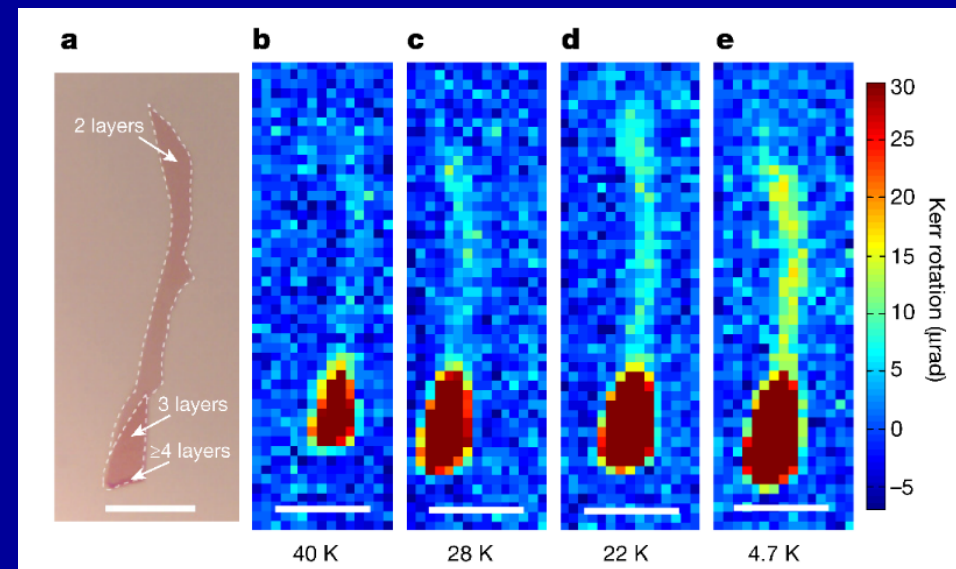 a
b
c
d
e
2 layers
3 layers
≥4 layers
40 K
28 K
22 K
4.7 K
30
25
20
15
10
5
0
−5
Kerr rotation (μrad)